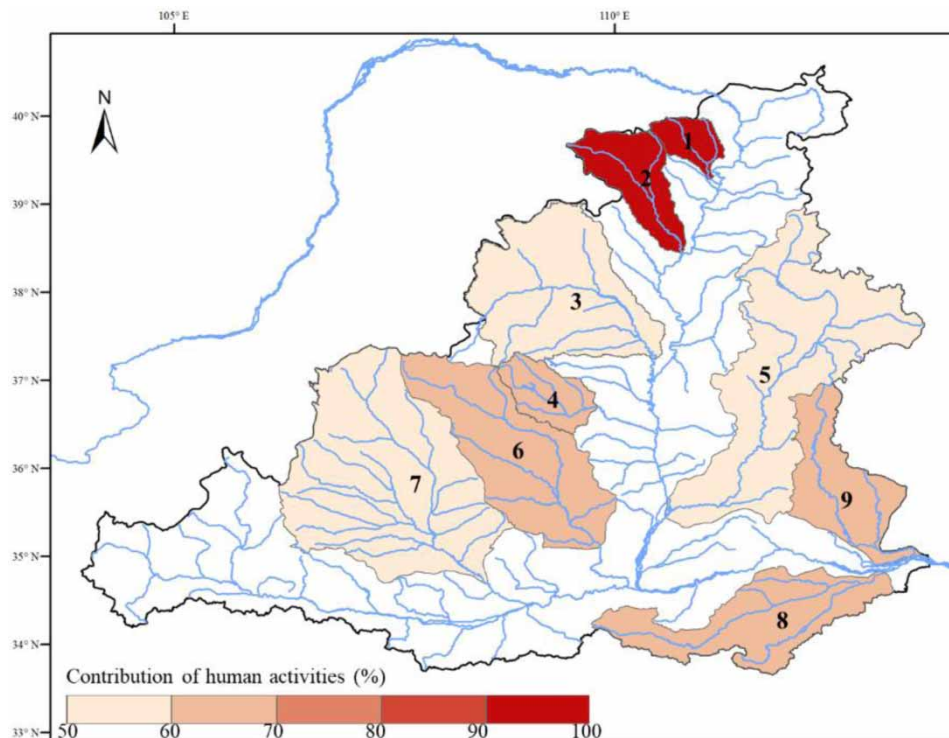 105° E 110° E
N
40° N
39° N
38° N
37° N
36° N
35° N
34° N
33° N
1
2
3
4
5
6
7
8
9
Contribution of human activities (%)
50 60 70 80 90 100